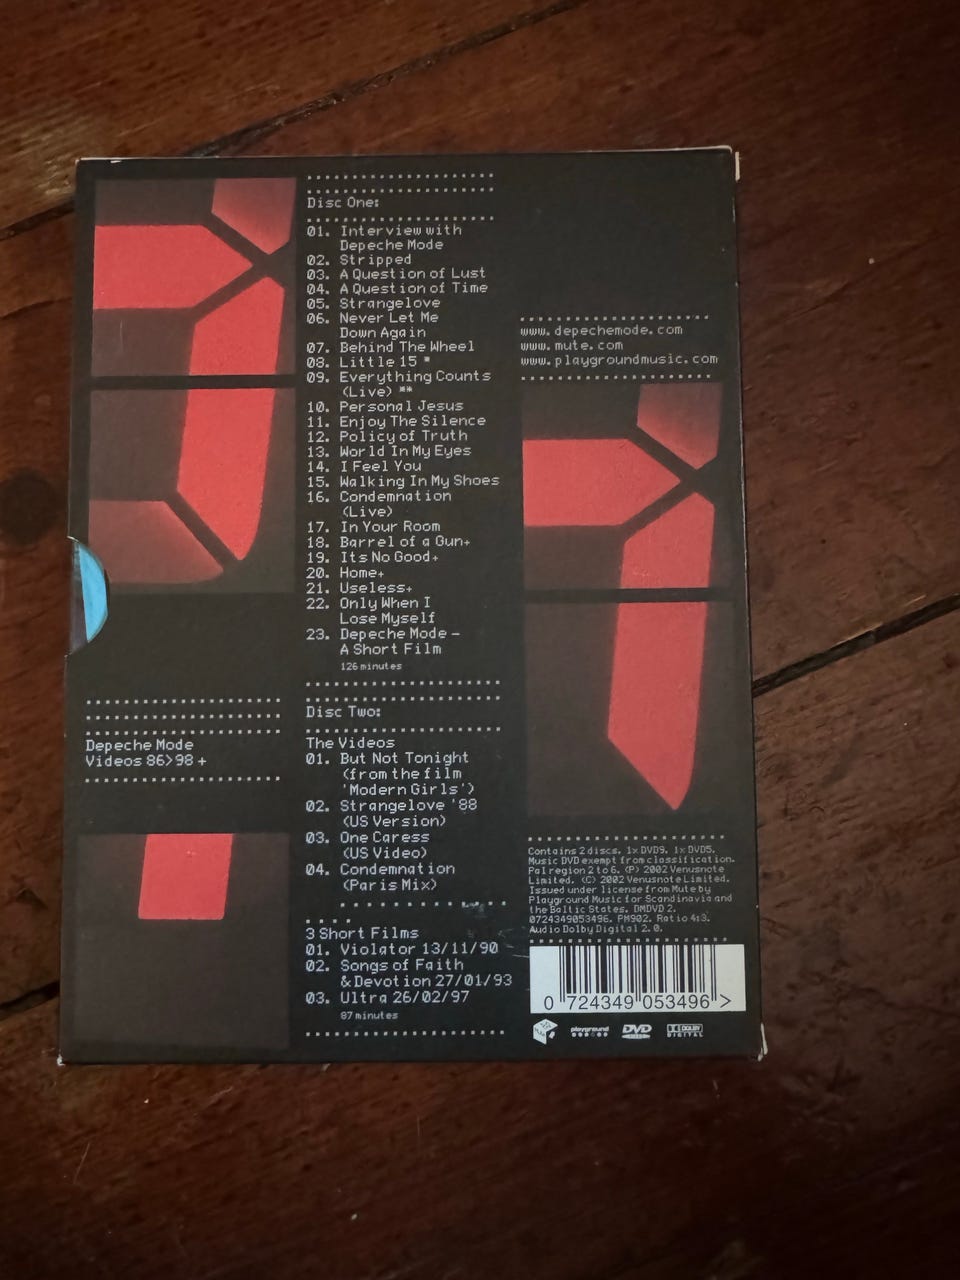 Disc One:
01. Interview with
Depeche Mode
02. Stripped
03. A Question of Lust
04. A Question of Time
05. Strangelove
06. Never Let Me
Down Again
07. Behind The Wheel
08. Little 15 *
09. Everything Counts
(Live) **
10. Personal Jesus
11. Enjoy The Silence
12. Policy of Truth
13. World In My Eyes
14. I Feel You
15. Walking In My Shoes
16. Condemnation
(Live)
17. In Your Room
18. Barrel of a Gun+
19. Its No Good+
20. Home+
21. Useless+
22. Only When I
Lose Myself
23. Depeche Mode –
A Short Film
126 minutes
Disc Two:
The Videos
01. But Not Tonight
(from the film
'Modern Girls')
02. Strangelove '88
(US Version)
03. One Caress
(US Video)
04. Condemnation
(Paris Mix)
3 Short Films
01. Violator 13/11/90
02. Songs of Faith
& Devotion 27/01/93
03. Ultra 26/02/97
87 minutes
Depeche Mode
Videos 86>98 +
www.depechemode.com
www.mute.com
www.playgroundmusic.com
Contains 2 discs. 1x DVD9. 1x DVD5.
Music DVD exempt from classification.
Pal region 2 to 6. (P) 2002 Venusnote
Limited. (C) 2002 Venusnote Limited.
Issued under license from Mute by
Playground Music for Scandinavia and
the Baltic States. DMDVD 2.
0724349053496. PM902. Ratio 4:3.
Audio Dolby Digital 2.0.
0 724349 053496 >
playground
DVD
DOLBY
DIGITAL